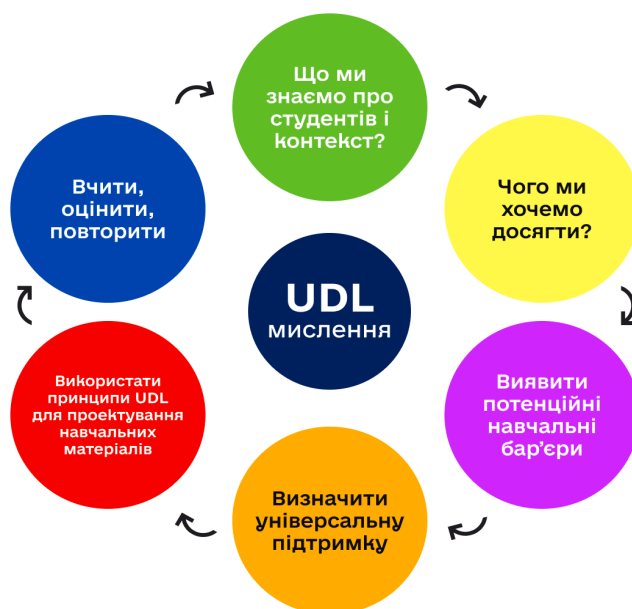 Що ми
знаємо про
студентів і
контекст?
Чого ми
хочемо
досягти?
Виявити
потенційні
навчальні
бар’єри
Визначити
універсальну
підтримку
Використати
принципи UDL
для проектування
навчальних
матеріалів
Вчити,
оцінити,
повторити
UDL
мислення